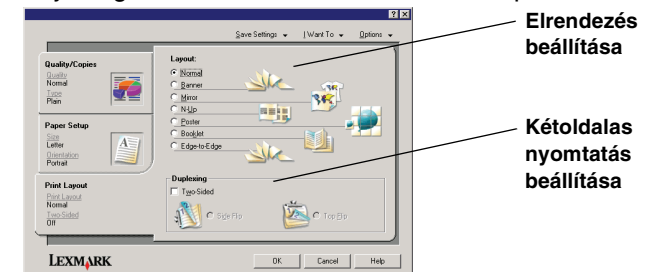 Save Settings
I Want To
Options
Quality/Copies
Quality
Normal
Type
Plain
Paper Setup
Size
Letter
Orientation
Portrait
Print Layout
Print Layout
Normal
Two-Sided
Off
Layout:
Normal
Banner
Mirror
N-Up
Poster
Booklet
Edge-to-Edge
Duplexing
Two-Sided
Side Flip
Top Flip
LEXMARK
OK
Cancel
Help
Elrendezés
beállítása
Kétoldalas
nyomtatás
beállítása